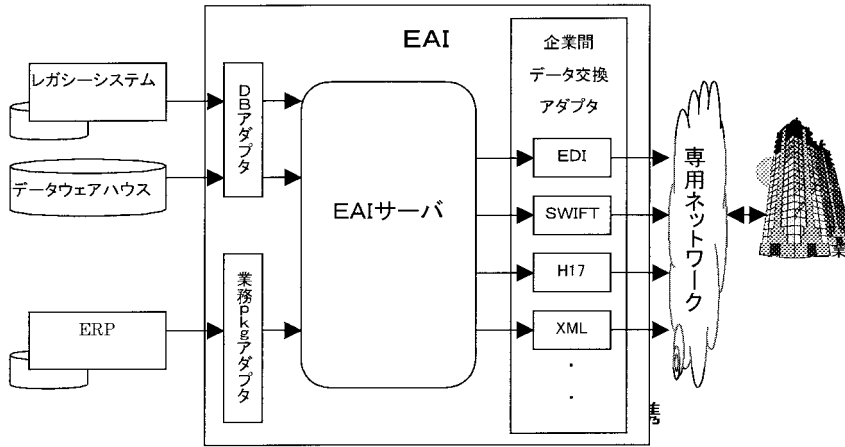 EAI
企業間
データ交換
アダプタ
レガシーシステム
DBアダプタ
データウェアハウス
EAIサーバ
EDI
SWIFT
H17
XML
・
・
専用ネットワーク
業
ERP
業務pkgアダプタ
携